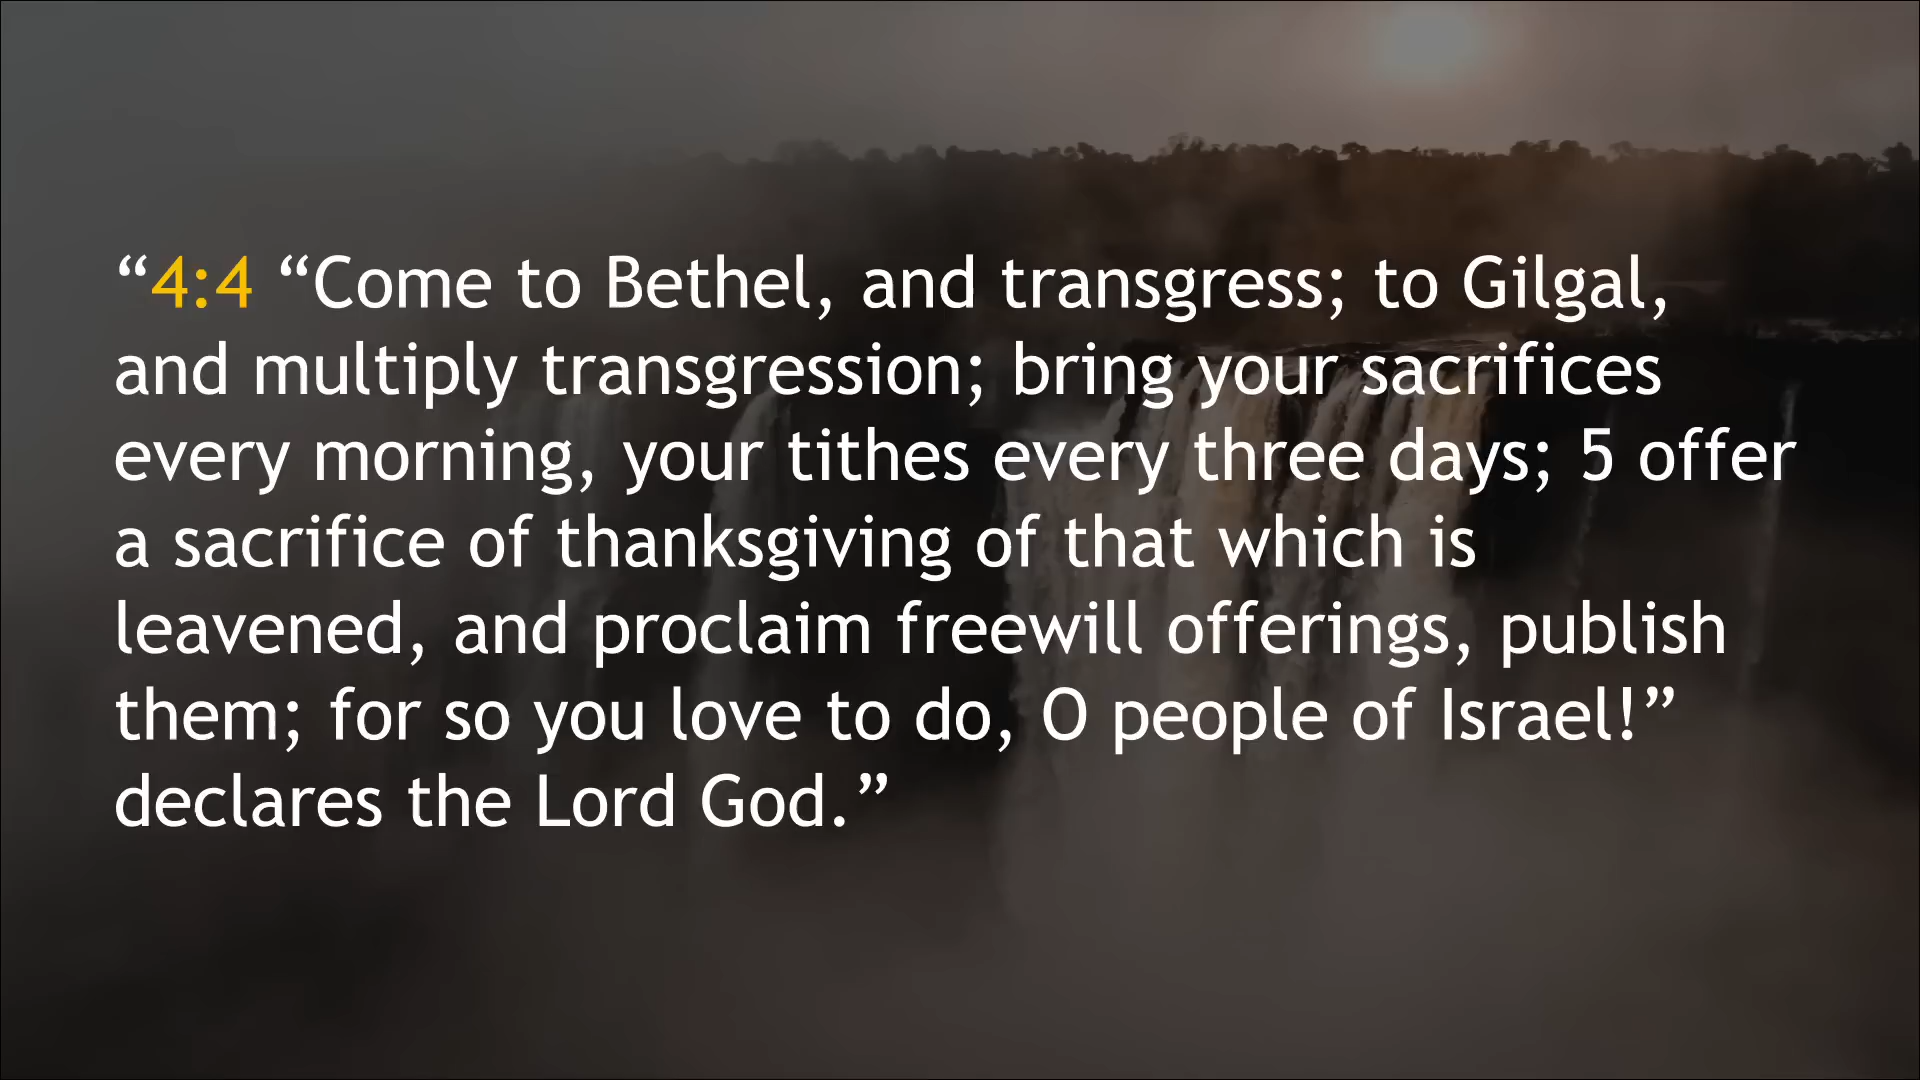 “4:4 “Come to Bethel, and transgress; to Gilgal,
and multiply transgression; bring your sacrifices
every morning, your tithes every three days; 5 offer
a sacrifice of thanksgiving of that which is
leavened, and proclaim freewill offerings, publish
them; for so you love to do, O people of Israel!”
declares the Lord God.”